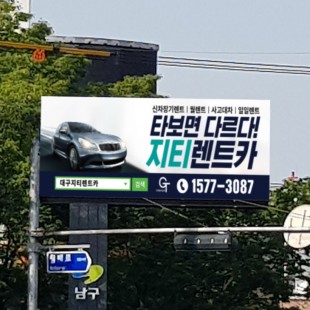 신차장기렌트 | 월렌트 | 사고대차 | 일일렌트
타보면 다르다!
지티렌트카
대구지티렌트카 검색
GT 1577-3087
남구